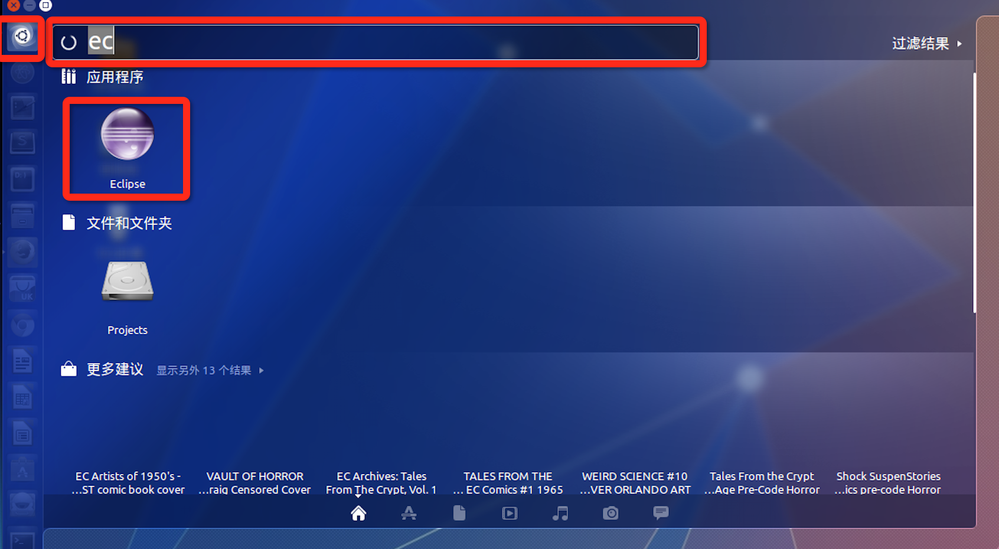 ec
过滤结果
应用程序
Eclipse
文件和文件夹
Projects
更多建议 显示另外 13 个结果
EC Artists of 1950's -
...ST comic book cover
VAULT OF HORROR
...raig Censored Cover
EC Archives: Tales
From The Crypt, Vol. 1
TALES FROM THE
... EC Comics #1 1965
WEIRD SCIENCE #10
...VER ORLANDO ART
Tales From the Crypt
...Age Pre-Code Horror
Shock SuspenStories
...ics pre-code Horror
S
UK